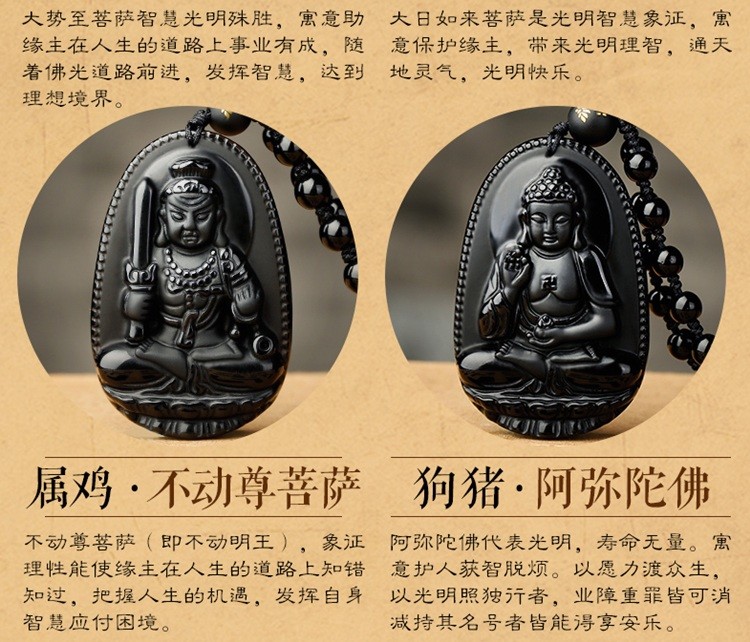 大势至菩萨智慧光明殊胜，寓意助
缘主在人生的道路上事业有成，随
着佛光道路前进，发挥智慧，达到
理想境界。
大日如来菩萨是光明智慧象征，寓
意保护缘主，带来光明理智，通天
地灵气，光明快乐。
属鸡·不动尊菩萨
不动尊菩萨（即不动明王），象征
理性能使缘主在人生的道路上知错
知过，把握人生的机遇，发挥自身
智慧应付困境。
狗猪·阿弥陀佛
阿弥陀佛代表光明，寿命无量。寓
意护人获智脱烦。以愿力渡众生，
以光明照独行者，业障重罪皆可消
减持其名号者皆能得享安乐。